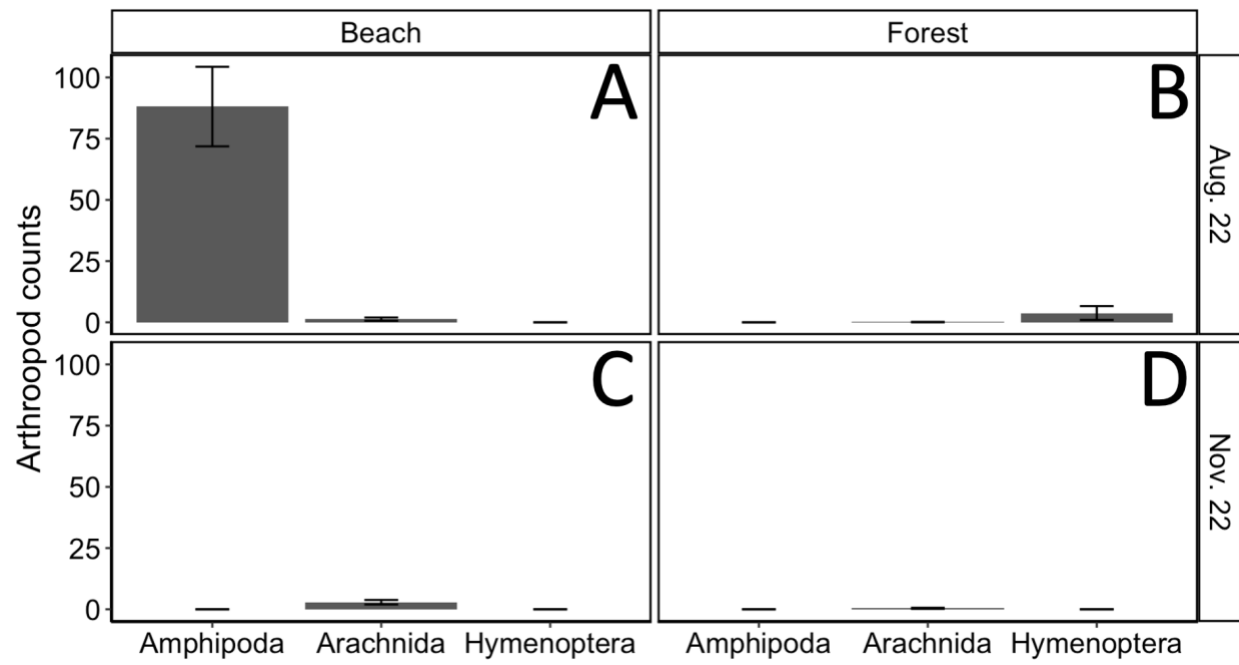 Beach Forest
Arthroopod counts
100
75
50
25
0
A
B
Aug. 22
100
75
50
25
0
C
D
Nov. 22
Amphipoda Arachnida Hymenoptera Amphipoda Arachnida Hymenoptera